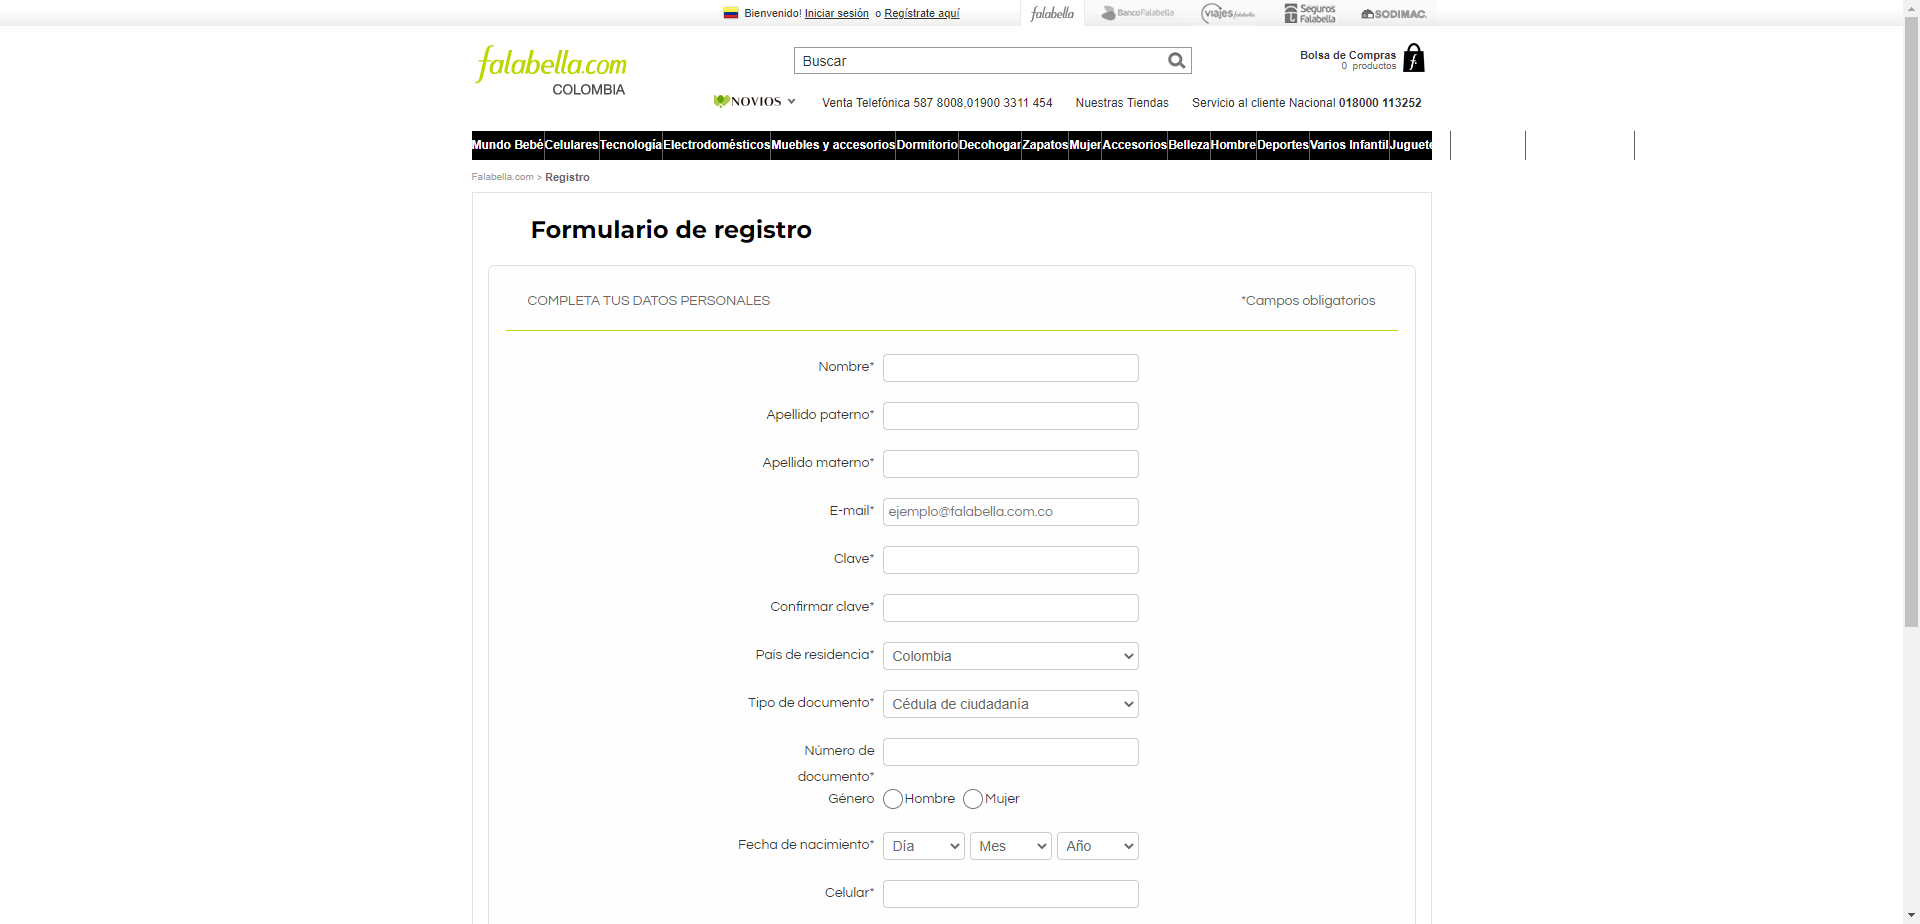 Bienvenido! Iniciar sesión o Regístrate aquí
falabella
BancoFalabella
viajes falabella
Seguros Falabella
SODIMAC
falabella.com
COLOMBIA
Buscar
Bolsa de Compras
0 productos
NOVIOS
Venta Telefónica 587 8008,01900 3311 454
Nuestras Tiendas
Servicio al cliente Nacional 018000 113252
Mundo Bebé Celulares Tecnología Electrodomésticos Muebles y accesorios Dormitorio Decohogar Zapatos Mujer Accesorios Belleza Hombre Deportes Varios Infantil Juguete
Falabella.com > Registro
Formulario de registro
COMPLETA TUS DATOS PERSONALES
*Campos obligatorios
Nombre*
Apellido paterno*
Apellido materno*
E-mail* ejemplo@falabella.com.co
Clave*
Confirmar clave*
País de residencia* Colombia
Tipo de documento* Cédula de ciudadanía
Número de
documento*
Género Hombre Mujer
Fecha de nacimiento* Día Mes Año
Celular*